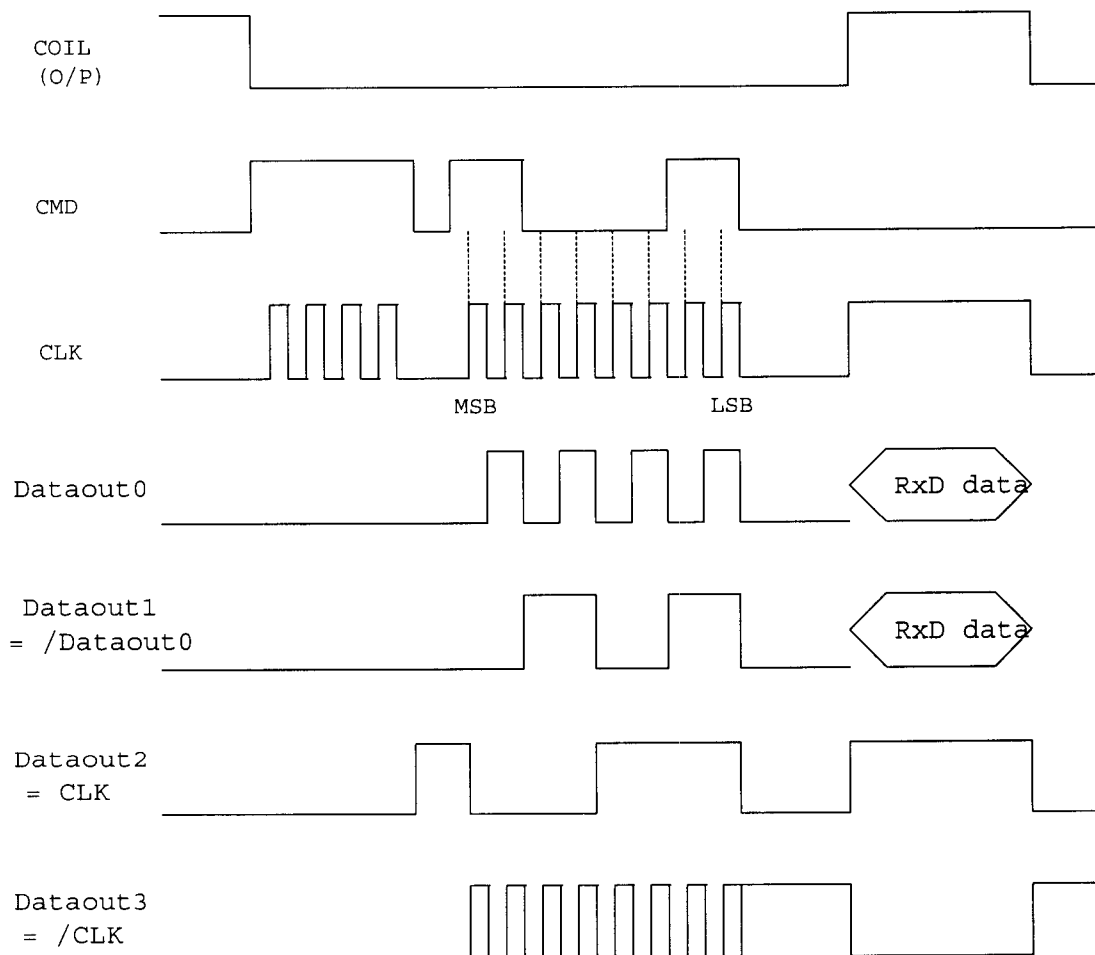 COIL
(O/P)
CMD
CLK
MSB
LSB
Dataout0
RxD data
Dataout1
= /Dataout0
RxD data
Dataout2
= CLK
Dataout3
= /CLK